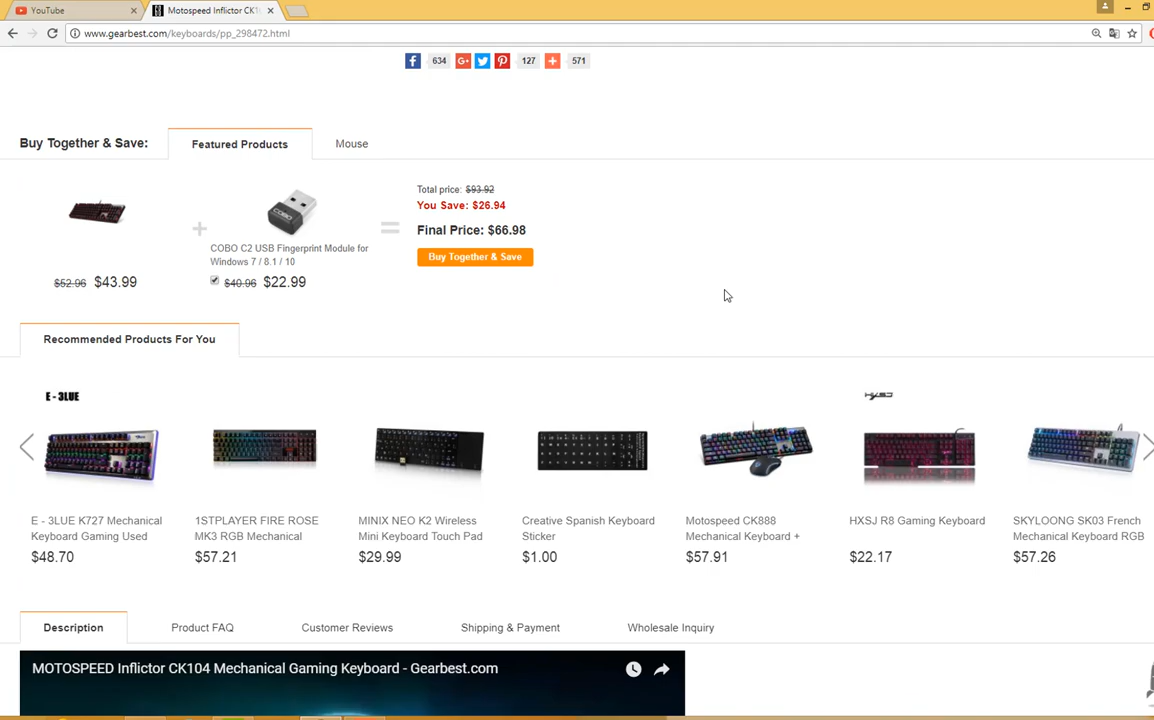 YouTube
Motospeed Inflictor CK1
www.gearbest.com/keyboards/pp_298472.html
634 G+ 127 571
Buy Together & Save: Featured Products Mouse
COBO
COBO C2 USB Fingerprint Module for
Windows 7 / 8.1 / 10
$52.96 $43.99
$40.96 $22.99
Total price: $93.92
You Save: $26.94
Final Price: $66.98
Buy Together & Save
Recommended Products For You
E - 3LUE
HXSJ
E - 3LUE K727 Mechanical
Keyboard Gaming Used
$48.70
1STPLAYER FIRE ROSE
MK3 RGB Mechanical
$57.21
MINIX NEO K2 Wireless
Mini Keyboard Touch Pad
$29.99
Creative Spanish Keyboard
Sticker
$1.00
Motospeed CK888
Mechanical Keyboard +
$57.91
HXSJ R8 Gaming Keyboard
$22.17
SKYLOONG SK03 French
Mechanical Keyboard RGB
$57.26
Description Product FAQ Customer Reviews Shipping & Payment Wholesale Inquiry
MOTOSPEED Inflictor CK104 Mechanical Gaming Keyboard - Gearbest.com